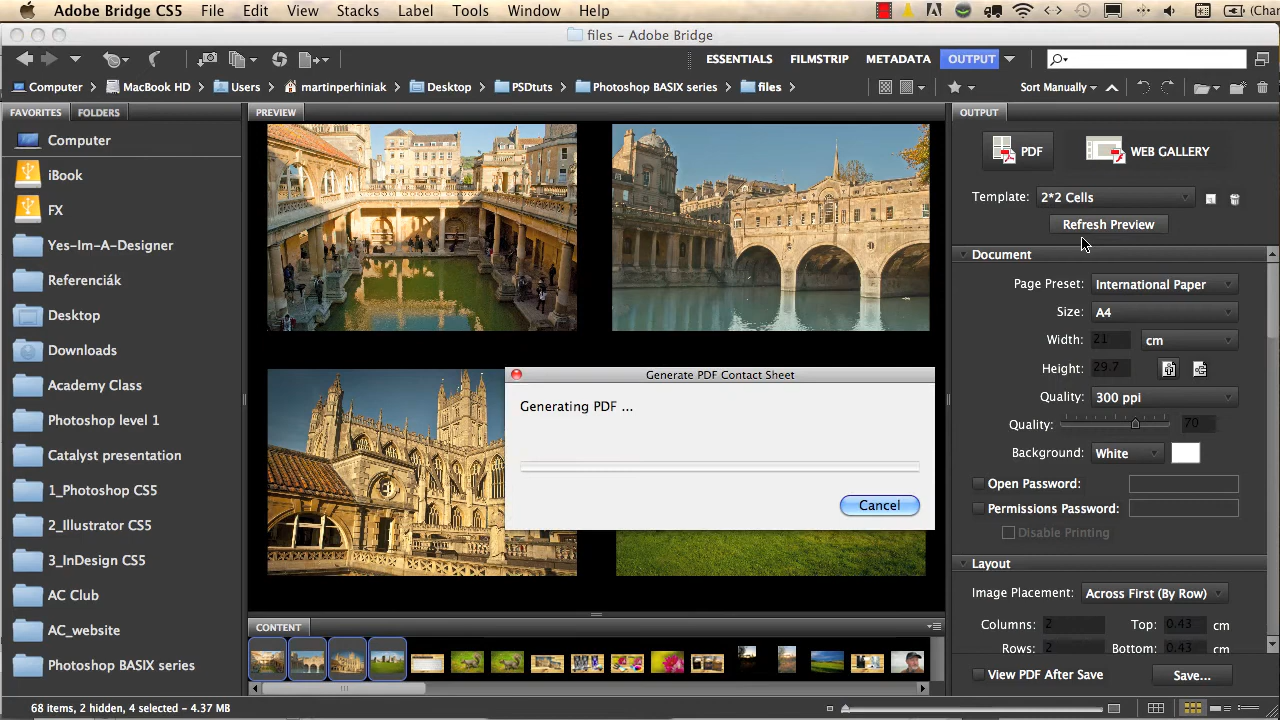 Adobe Bridge CS5 File Edit View Stacks Label Tools Window Help (Char
files – Adobe Bridge
ESSENTIALS FILMSTRIP METADATA OUTPUT
Computer MacBook HD Users martinperhiniak Desktop PSDtuts Photoshop BASIX series files Sort Manually
FAVORITES FOLDERS PREVIEW OUTPUT
Computer
iBook
FX
Yes-Im-A-Designer
Referenciák
Desktop
Downloads
Academy Class
Photoshop level 1
Catalyst presentation
1_Photoshop CS5
2_Illustrator CS5
3_InDesign CS5
AC Club
AC_website
Photoshop BASIX series
Generate PDF Contact Sheet
Generating PDF ...
Cancel
CONTENT
PDF WEB GALLERY
Template: 2*2 Cells
Refresh Preview
Document
Page Preset: International Paper
Size: A4
Width: 21 cm
Height: 29.7
Quality: 300 ppi
Quality: 70
Background: White
Open Password:
Permissions Password:
Disable Printing
Layout
Image Placement: Across First (By Row)
Columns: 2 Top: 0.43 cm
Rows: 2 Bottom: 0.43 cm
View PDF After Save Save...
68 items, 2 hidden, 4 selected – 4.37 MB